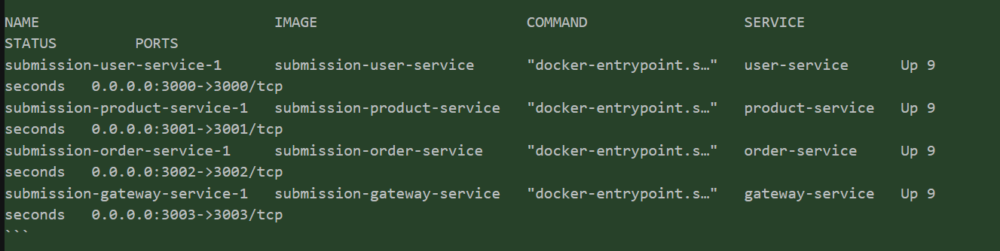 NAME IMAGE COMMAND SERVICE
STATUS PORTS
submission-user-service-1 submission-user-service "docker-entrypoint.s…" user-service Up 9
seconds 0.0.0.0:3000->3000/tcp
submission-product-service-1 submission-product-service "docker-entrypoint.s…" product-service Up 9
seconds 0.0.0.0:3001->3001/tcp
submission-order-service-1 submission-order-service "docker-entrypoint.s…" order-service Up 9
seconds 0.0.0.0:3002->3002/tcp
submission-gateway-service-1 submission-gateway-service "docker-entrypoint.s…" gateway-service Up 9
seconds 0.0.0.0:3003->3003/tcp
```